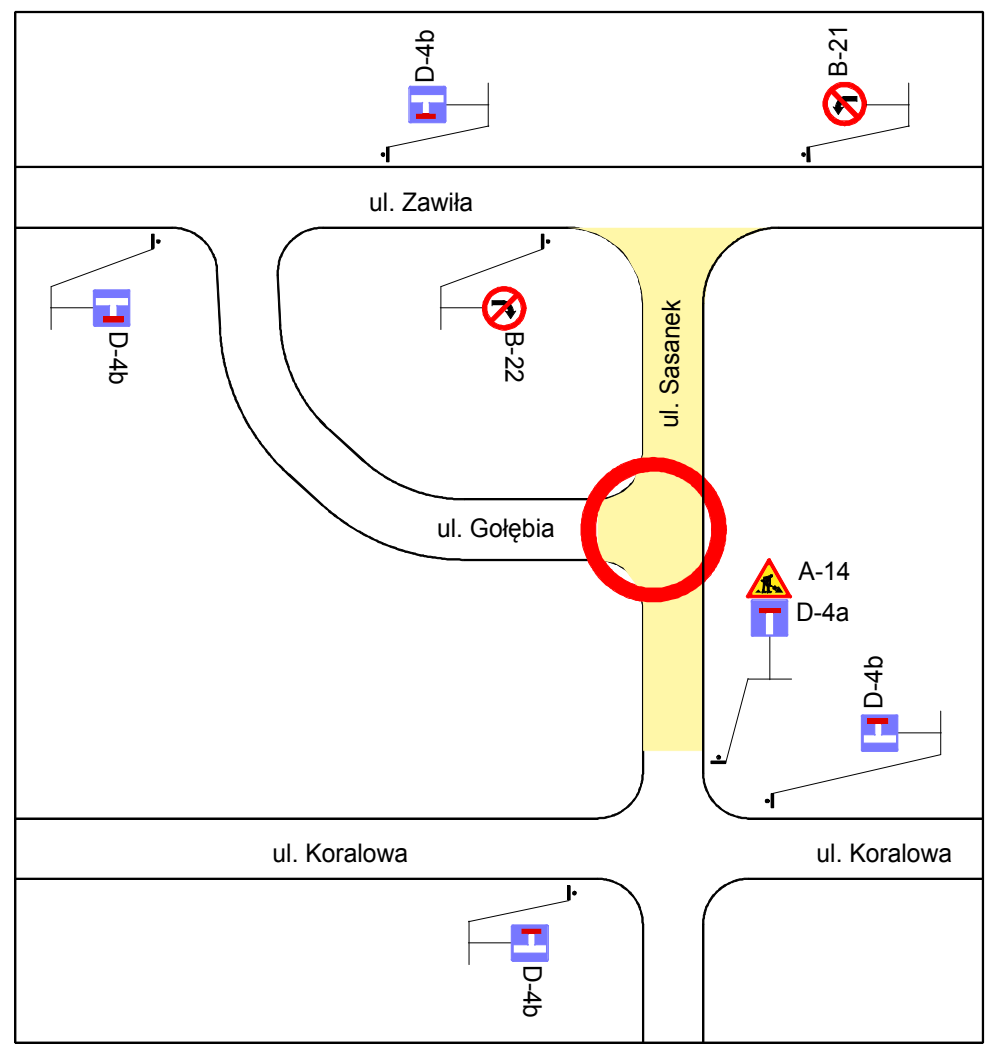 D-4b
B-21
ul. Zawiła
D-4b
B-22
ul. Sasanek
ul. Gołębia
A-14
D-4a
D-4b
ul. Koralowa
ul. Koralowa
D-4b